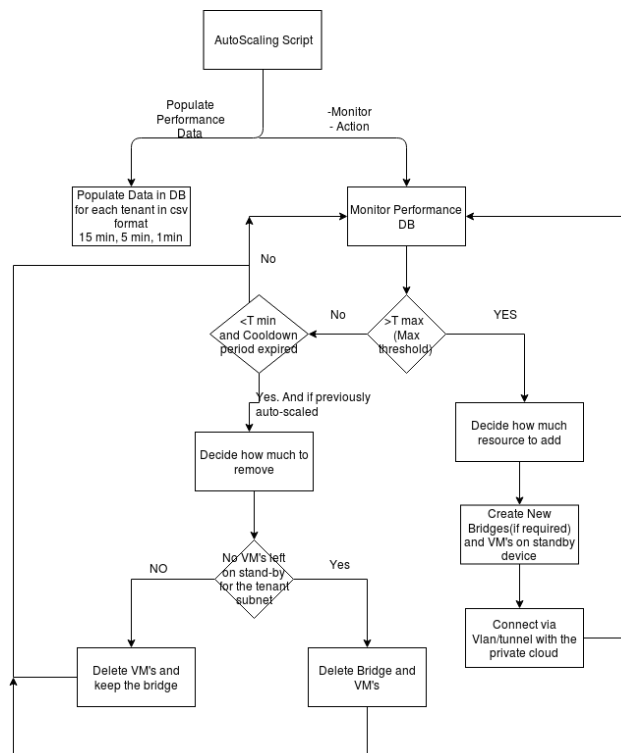 AutoScaling Script
Populate
Performance
Data
-Monitor
- Action
Populate Data in DB
for each tenant in csv
format
15 min, 5 min, 1min
Monitor Performance
DB
No
<T min
and Cooldown
period expired
No
>T max
(Max
threshold)
YES
Yes. And if previously
auto-scaled
Decide how much
resource to add
Decide how much to
remove
Create New
Bridges(if required)
and VM's on standby
device
No VM's left
on stand-by
for the tenant
subnet
NO
Yes
Connect via
Vlan/tunnel with the
private cloud
Delete VM's and
keep the bridge
Delete Bridge and
VM's